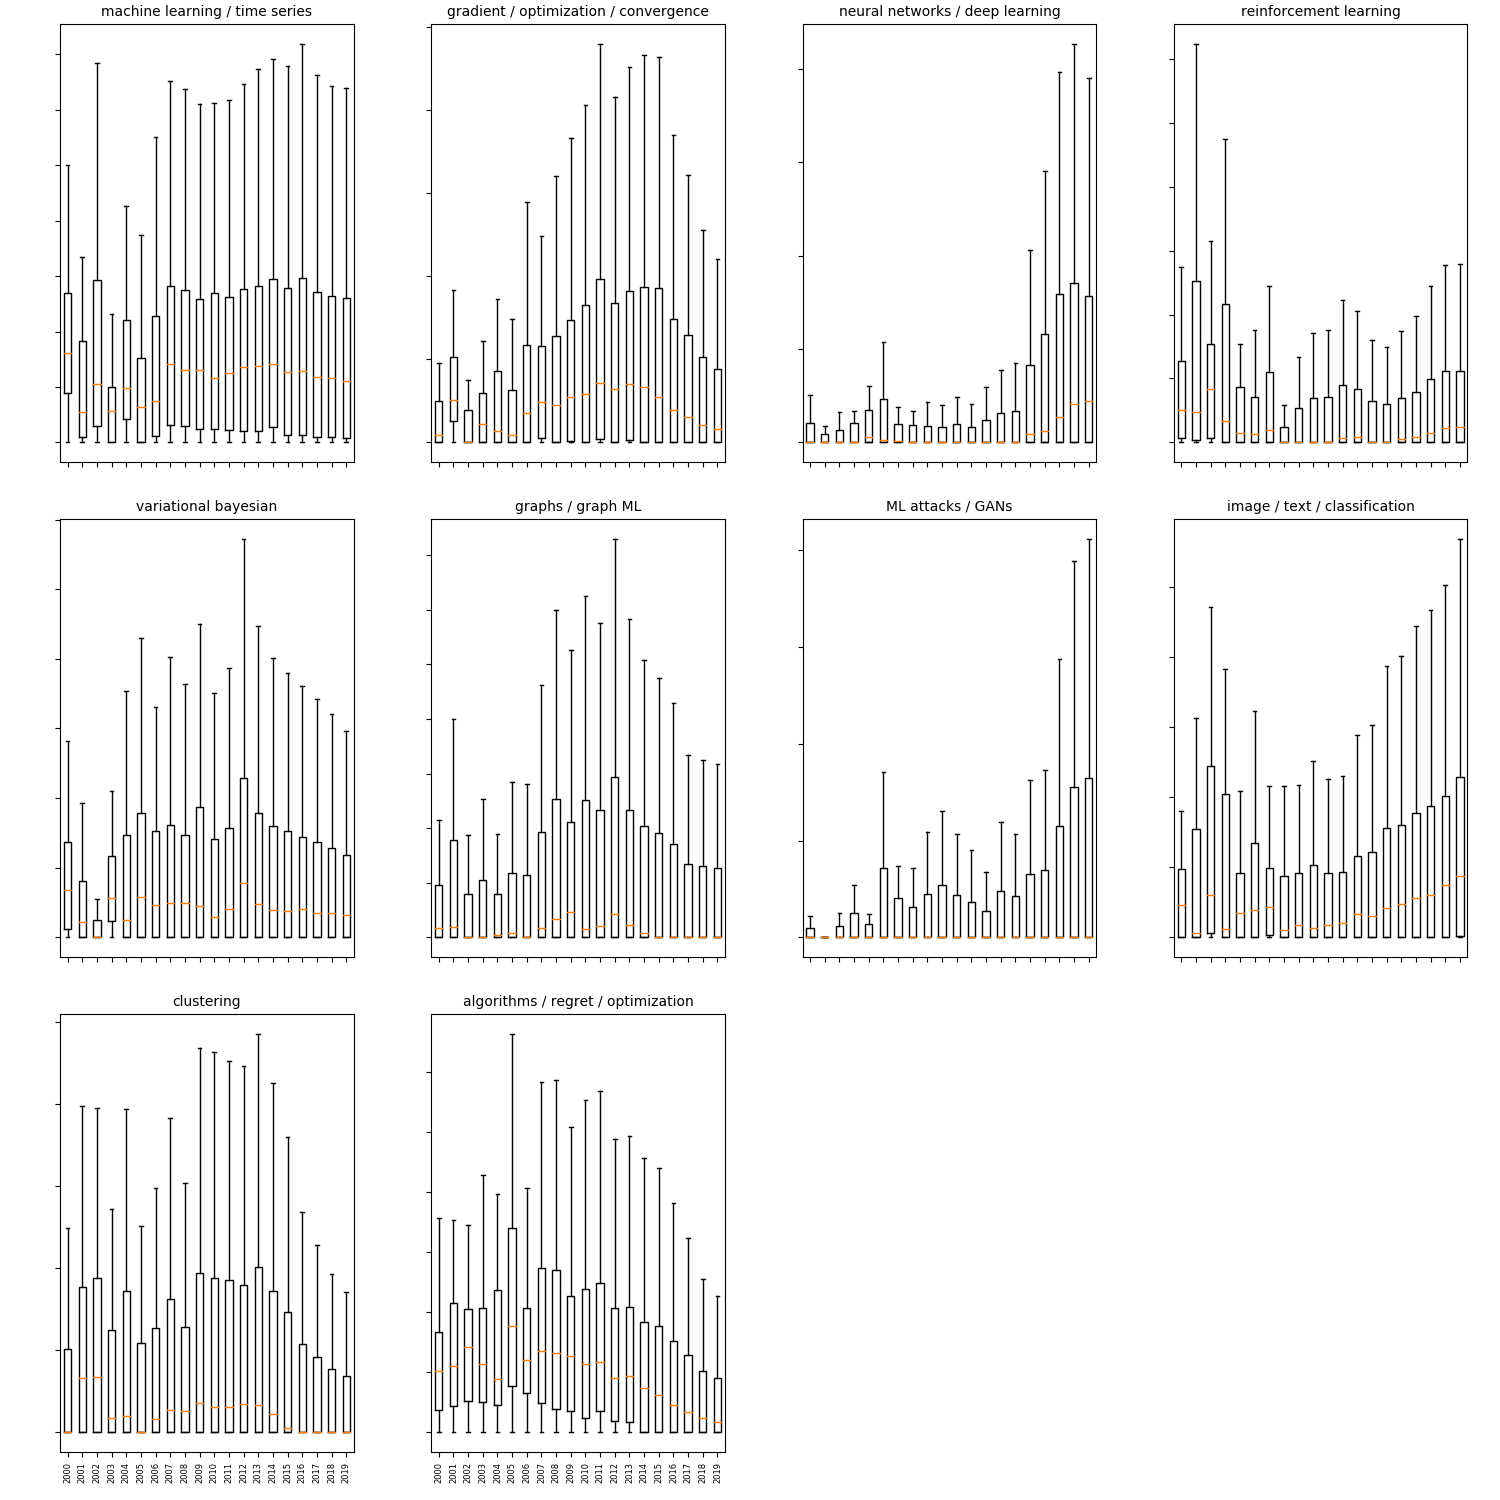 machine learning / time series
gradient / optimization / convergence
neural networks / deep learning
reinforcement learning
variational bayesian
graphs / graph ML
ML attacks / GANs
image / text / classification
clustering
algorithms / regret / optimization
2000 2001 2002 2003 2004 2005 2006 2007 2008 2009 2010 2011 2012 2013 2014 2015 2016 2017 2018 2019
2000 2001 2002 2003 2004 2005 2006 2007 2008 2009 2010 2011 2012 2013 2014 2015 2016 2017 2018 2019